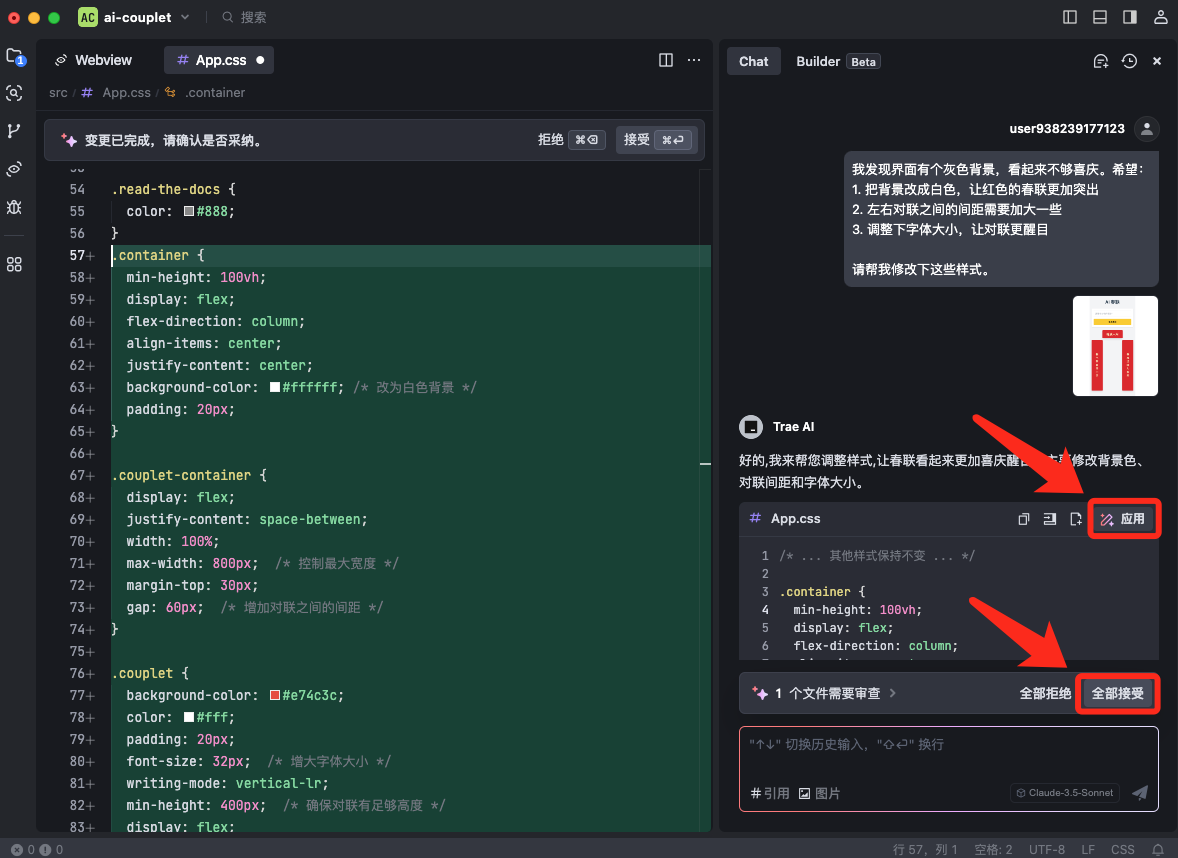 AC ai-couplet
搜索
1
Webview
# App.css
src / # App.css / .container
变更已完成，请确认是否采纳。
拒绝 ⌘⌫
接受 ⌘↩
54 .read-the-docs {
55 color: #888;
56 }
57+ .container {
58+ min-height: 100vh;
59+ display: flex;
60+ flex-direction: column;
61+ align-items: center;
62+ justify-content: center;
63+ background-color: #ffffff; /* 改为白色背景 */
64+ padding: 20px;
65+ }
66+
67+ .couplet-container {
68+ display: flex;
69+ justify-content: space-between;
70+ width: 100%;
71+ max-width: 800px; /* 控制最大宽度 */
72+ margin-top: 30px;
73+ gap: 60px; /* 增加对联之间的间距 */
74+ }
75+
76+ .couplet {
77+ background-color: #e74c3c;
78+ color: #fff;
79+ padding: 20px;
80+ font-size: 32px; /* 增大字体大小 */
81+ writing-mode: vertical-lr;
82+ min-height: 400px; /* 确保对联有足够高度 */
83+ display: flex;
Chat
Builder Beta
user938239177123
我发现界面有个灰色背景，看起来不够喜庆。希望：
1. 把背景改成白色，让红色的春联更加突出
2. 左右对联之间的间距需要加大一些
3. 调整下字体大小，让对联更醒目
请帮我修改下这些样式。
Trae AI
好的,我来帮您调整样式,让春联看起来更加喜庆醒目 主要修改背景色、
对联间距和字体大小。
# App.css
应用
1 /* ... 其他样式保持不变 ... */
2
3 .container {
4 min-height: 100vh;
5 display: flex;
6 flex-direction: column;
1 个文件需要审查
全部拒绝
全部接受
"↑↓" 切换历史输入，"⇧⏎" 换行
# 引用 图片
Claude-3.5-Sonnet
0 0
行 57，列 1 空格: 2 UTF-8 LF CSS